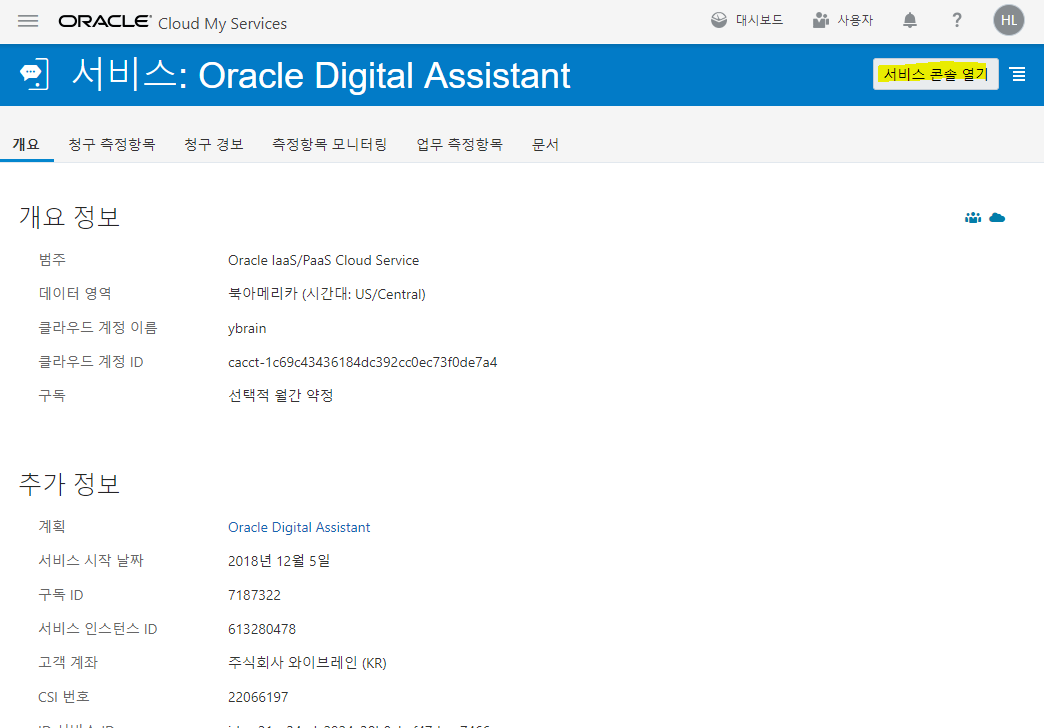 ORACLE Cloud My Services 대시보드 사용자 ? HL
서비스: Oracle Digital Assistant 서비스 콘솔 열기
개요 청구 측정항목 청구 경보 측정항목 모니터링 업무 측정항목 문서
개요 정보
범주 Oracle IaaS/PaaS Cloud Service
데이터 영역 북아메리카 (시간대: US/Central)
클라우드 계정 이름 ybrain
클라우드 계정 ID cacct-1c69c43436184dc392cc0ec73f0de7a4
구독 선택적 월간 약정
추가 정보
계획 Oracle Digital Assistant
서비스 시작 날짜 2018년 12월 5일
구독 ID 7187322
서비스 인스턴스 ID 613280478
고객 계좌 주식회사 와이브레인 (KR)
CSI 번호 22066197